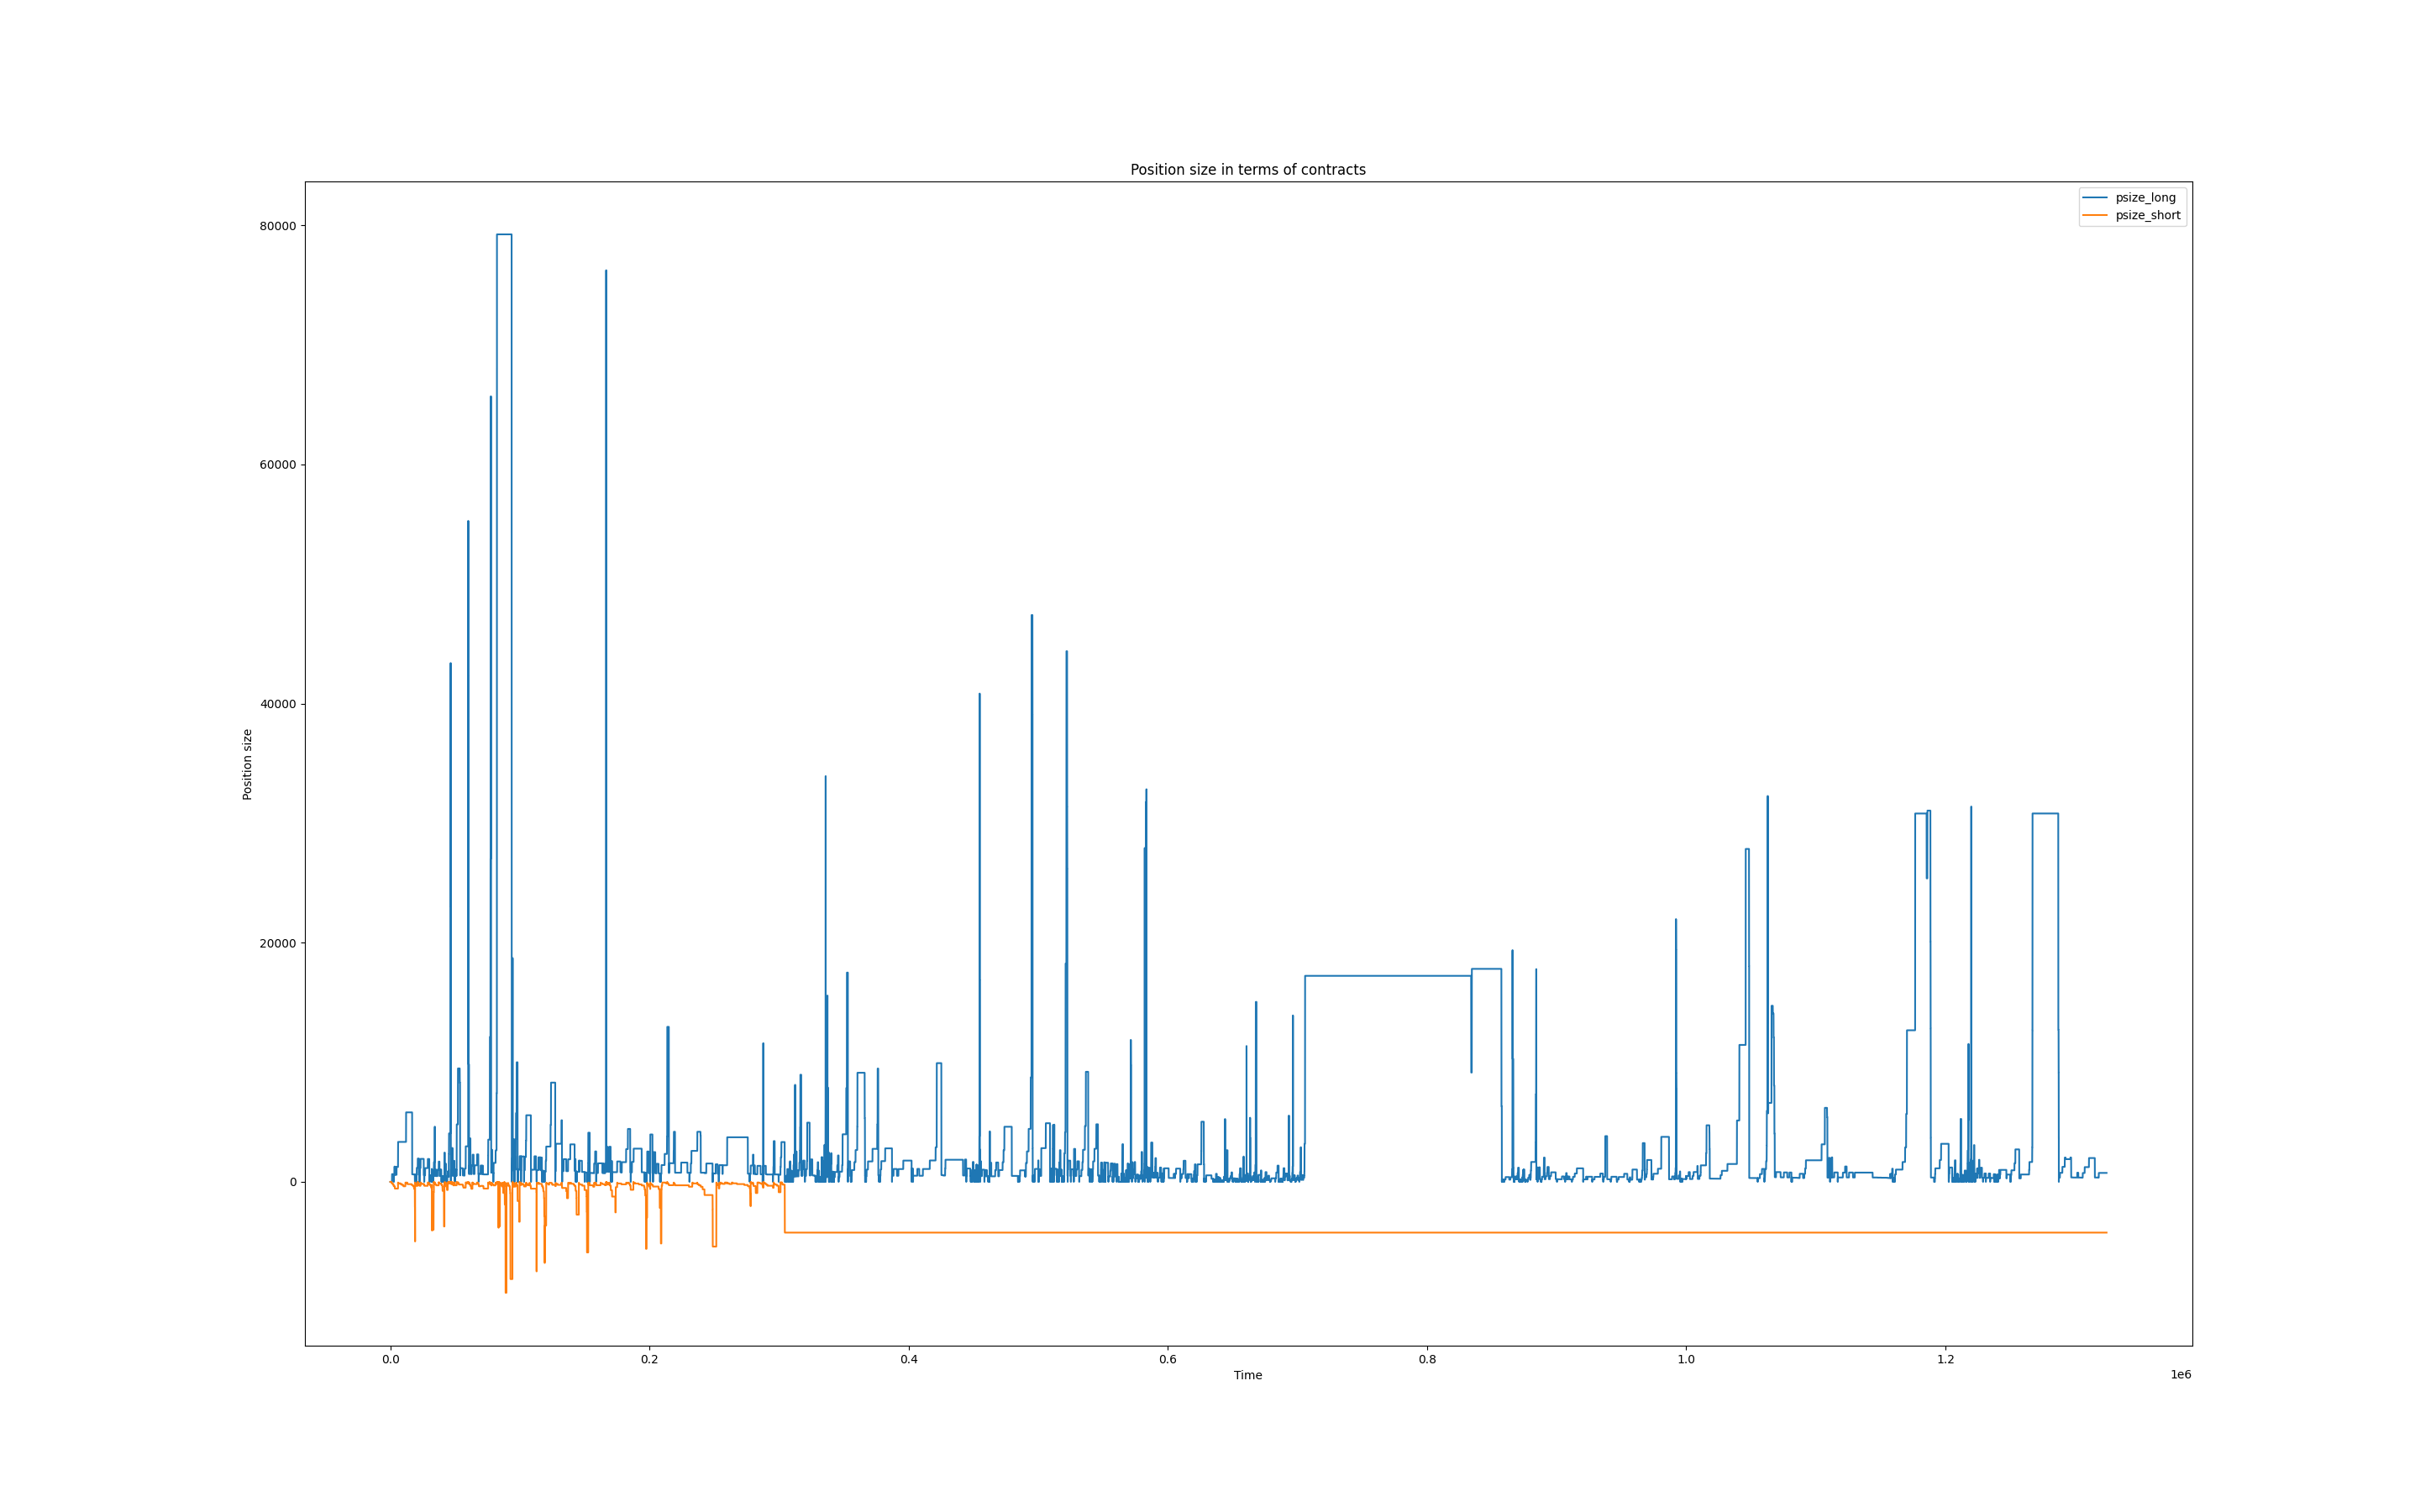 Position size in terms of contracts
psize_long
psize_short
80000
60000
40000
20000
0
Position size
0.0 0.2 0.4 0.6 0.8 1.0 1.2
1e6
Time